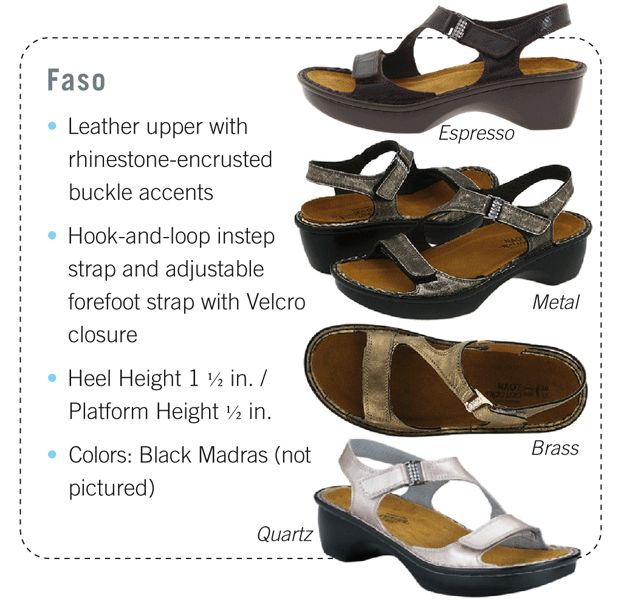 Faso
• Leather upper with
rhinestone-encrusted
buckle accents
• Hook-and-loop instep
strap and adjustable
forefoot strap with Velcro
closure
• Heel Height 1 ½ in. /
Platform Height ½ in.
• Colors: Black Madras (not
pictured)
Espresso
Metal
Brass
Quartz